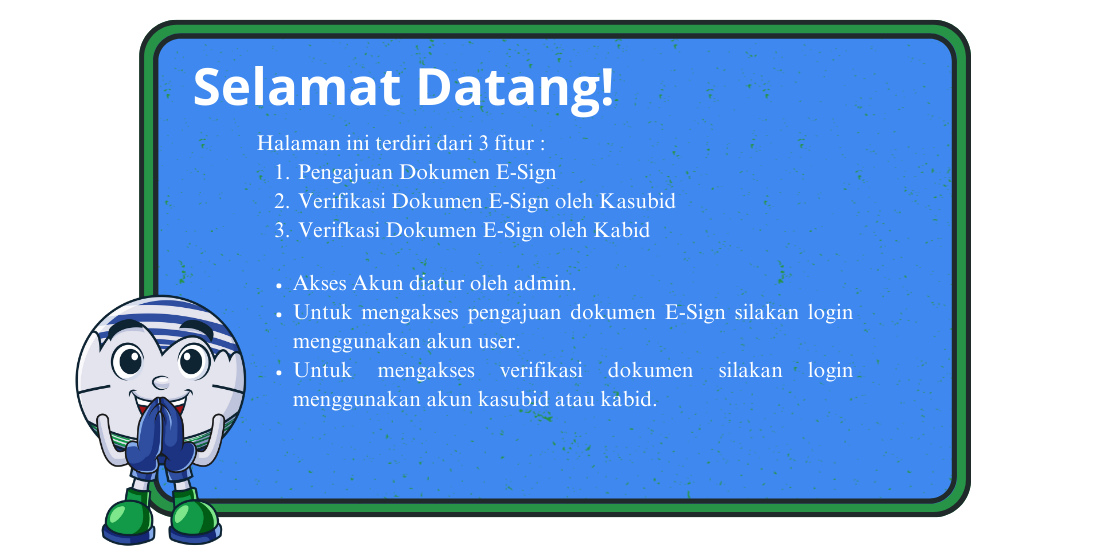 Selamat Datang!
Halaman ini terdiri dari 3 fitur :
1. Pengajuan Dokumen E-Sign
2. Verifikasi Dokumen E-Sign oleh Kasubid
3. Verifkasi Dokumen E-Sign oleh Kabid
• Akses Akun diatur oleh admin.
• Untuk mengakses pengajuan dokumen E-Sign silakan login
menggunakan akun user.
• Untuk mengakses verifikasi dokumen silakan login
menggunakan akun kasubid atau kabid.